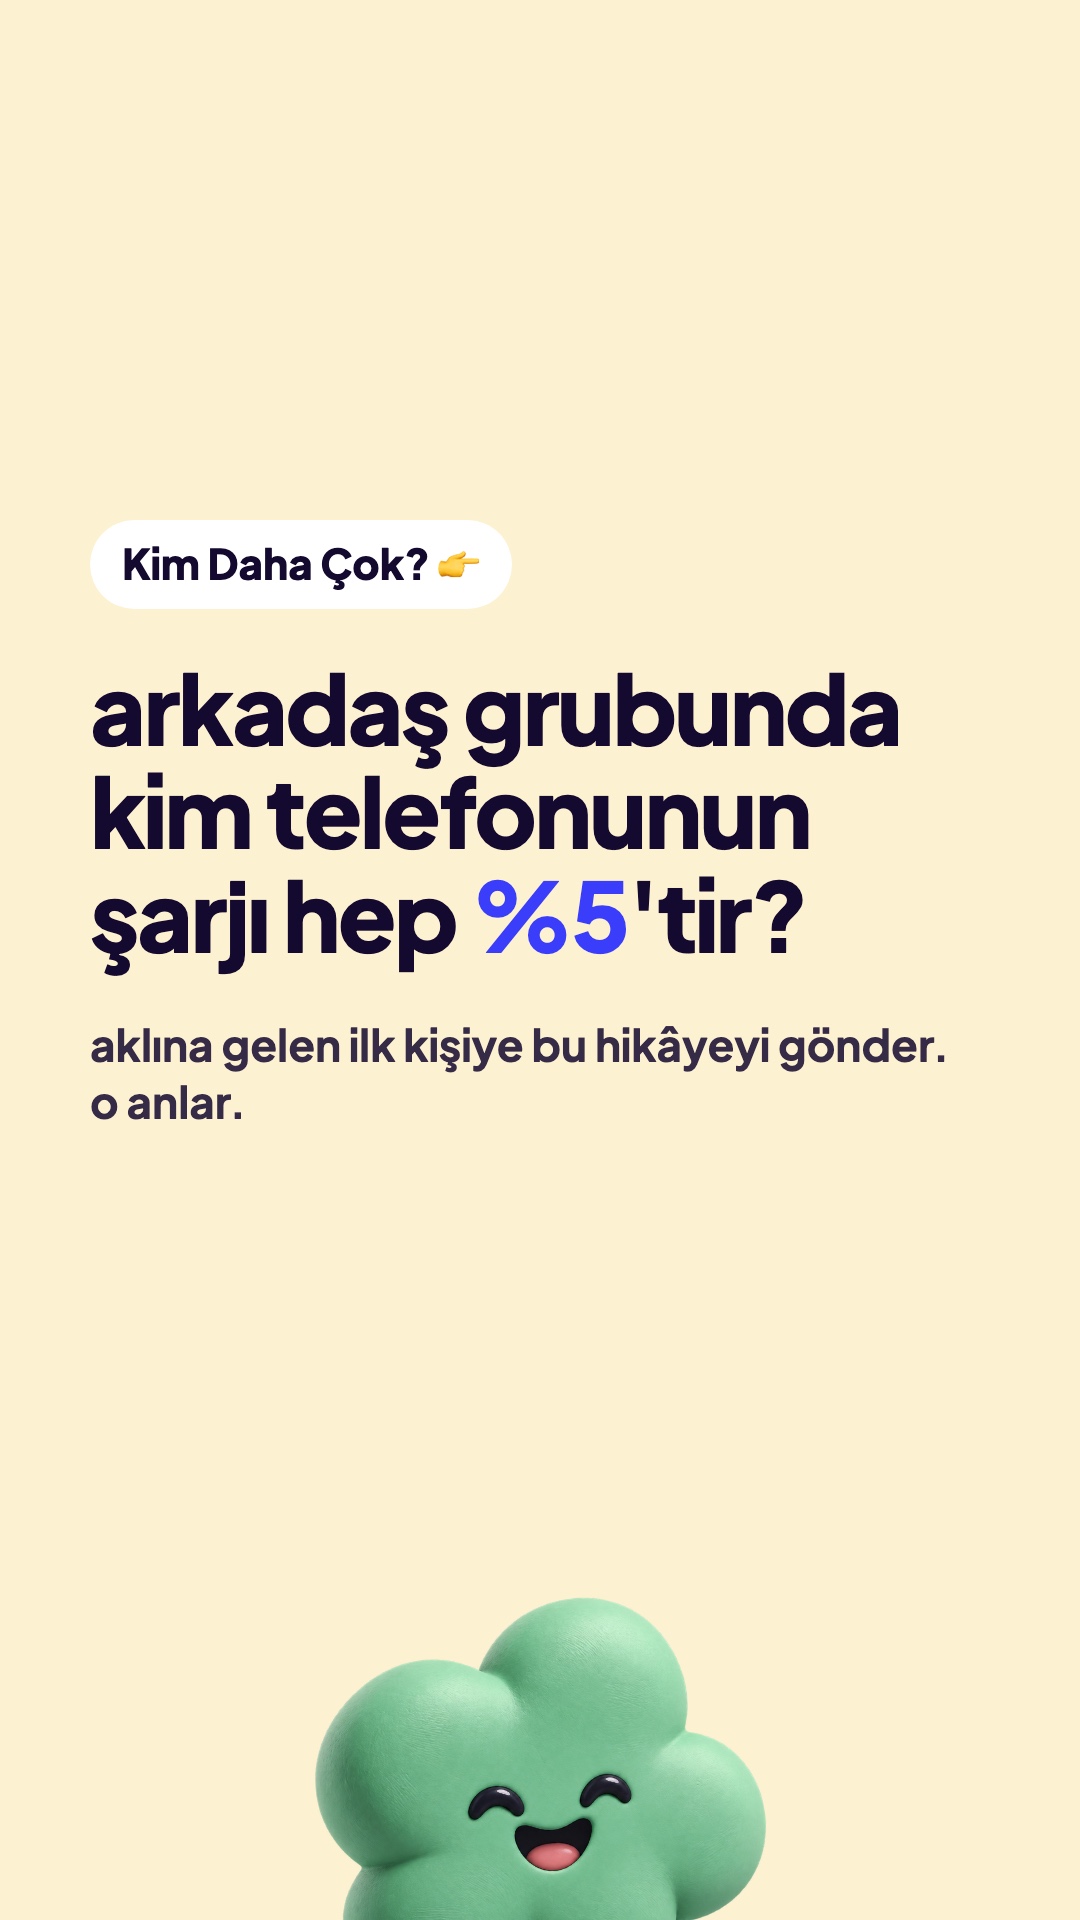 Kim Daha Çok? 👉
arkadaş grubunda
kim telefonunun
şarjı hep %5'tir?
aklına gelen ilk kişiye bu hikâyeyi gönder.
o anlar.